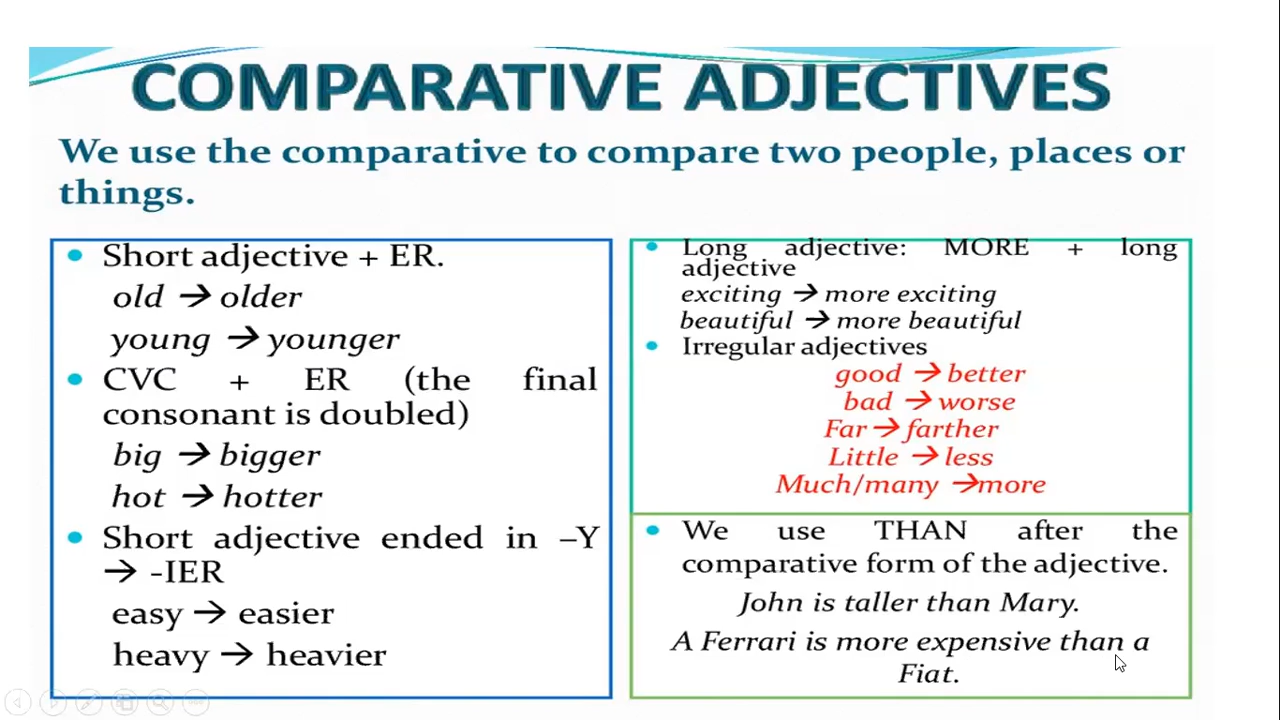 COMPARATIVE ADJECTIVES
We use the comparative to compare two people, places or
things.
• Short adjective + ER.
old → older
young → younger
• CVC + ER (the final
consonant is doubled)
big → bigger
hot → hotter
• Short adjective ended in –Y
→ -IER
easy → easier
heavy → heavier
• Long adjective: MORE + long
adjective
exciting → more exciting
beautiful → more beautiful
• Irregular adjectives
good → better
bad → worse
Far → farther
Little → less
Much/many →more
• We use THAN after the
comparative form of the adjective.
John is taller than Mary.
A Ferrari is more expensive than a
Fiat.